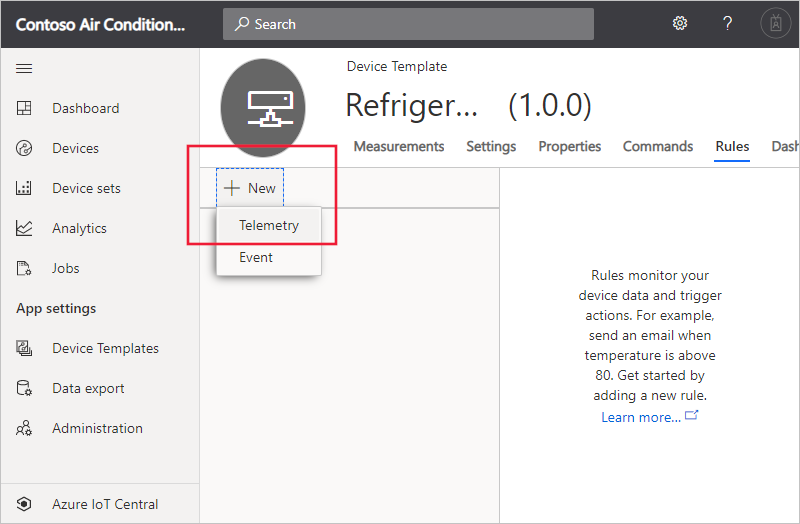 Contoso Air Condition...
Search
?
Device Template
Refriger... (1.0.0)
Measurements Settings Properties Commands Rules Dash
Dashboard
Devices
Device sets
Analytics
Jobs
App settings
Device Templates
Data export
Administration
Azure IoT Central
+ New
Telemetry
Event
Rules monitor your
device data and trigger
actions. For example,
send an email when
temperature is above
80. Get started by
adding a new rule.
Learn more...